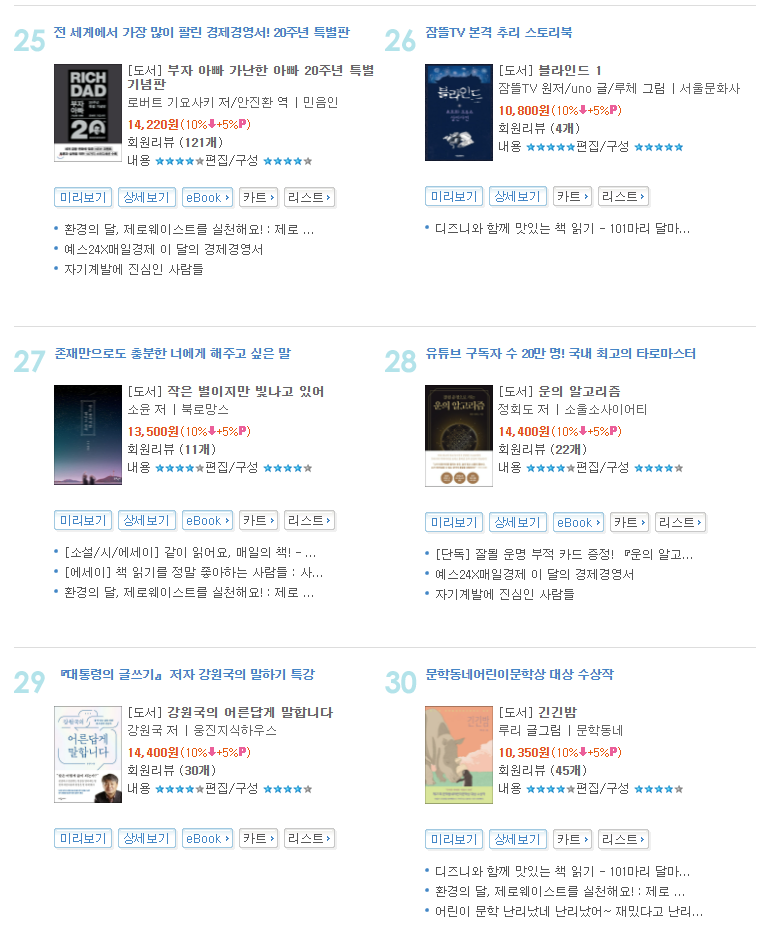 25 전 세계에서 가장 많이 팔린 경제경영서! 20주년 특별판
RICH
DAD
부자
아빠
20
[도서] 부자 아빠 가난한 아빠 20주년 특별
기념판
로버트 기요사키 저/안진환 역 | 민음인
14,220원(10%+5%P)
회원리뷰 (121개)
내용 ★★★★★편집/구성 ★★★★★
미리보기 상세보기 eBook 카트 리스트
• 환경의 달, 제로웨이스트를 실천해요! : 제로 ...
• 예스24X매일경제 이 달의 경제경영서
• 자기계발에 진심인 사람들
26 잠뜰TV 본격 추리 스토리북
블라인드
[도서] 블라인드 1
잠뜰TV 원저/uno 글/루체 그림 | 서울문화사
10,800원(10%+5%P)
회원리뷰 (4개)
내용 ★★★★★편집/구성 ★★★★★
미리보기 상세보기 카트 리스트
• 디즈니와 함께 맛있는 책 읽기 - 101마리 달마...
27 존재만으로도 충분한 너에게 해주고 싶은 말
[도서] 작은 별이지만 빛나고 있어
소윤 저 | 북로망스
13,500원(10%+5%P)
회원리뷰 (11개)
내용 ★★★★★편집/구성 ★★★★★
미리보기 상세보기 eBook 카트 리스트
• [소설/시/에세이] 같이 읽어요, 매일의 책! - ...
• [에세이] 책 읽기를 정말 좋아하는 사람들 : 사...
• 환경의 달, 제로웨이스트를 실천해요! : 제로 ...
28 유튜브 구독자 수 20만 명! 국내 최고의 타로마스터
운의 알고리즘
[도서] 운의 알고리즘
정회도 저 | 소울소사이어티
14,400원(10%+5%P)
회원리뷰 (22개)
내용 ★★★★★편집/구성 ★★★★★
미리보기 상세보기 eBook 카트 리스트
• [단독] 잘될 운명 부적 카드 증정! 『운의 알고...
• 예스24X매일경제 이 달의 경제경영서
• 자기계발에 진심인 사람들
29 『대통령의 글쓰기』 저자 강원국의 말하기 특강
강원국의
어른답게
말합니다
[도서] 강원국의 어른답게 말합니다
강원국 저 | 웅진지식하우스
14,400원(10%+5%P)
회원리뷰 (30개)
내용 ★★★★★편집/구성 ★★★★★
미리보기 상세보기 eBook 카트 리스트
30 문학동네어린이문학상 대상 수상작
긴긴밤
[도서] 긴긴밤
루리 글그림 | 문학동네
10,350원(10%+5%P)
회원리뷰 (45개)
내용 ★★★★★편집/구성 ★★★★★
미리보기 상세보기 카트 리스트
• 디즈니와 함께 맛있는 책 읽기 - 101마리 달마...
• 환경의 달, 제로웨이스트를 실천해요! : 제로 ...
• 어린이 문학 난리났네 난리났어~ 재밌다고 난리...